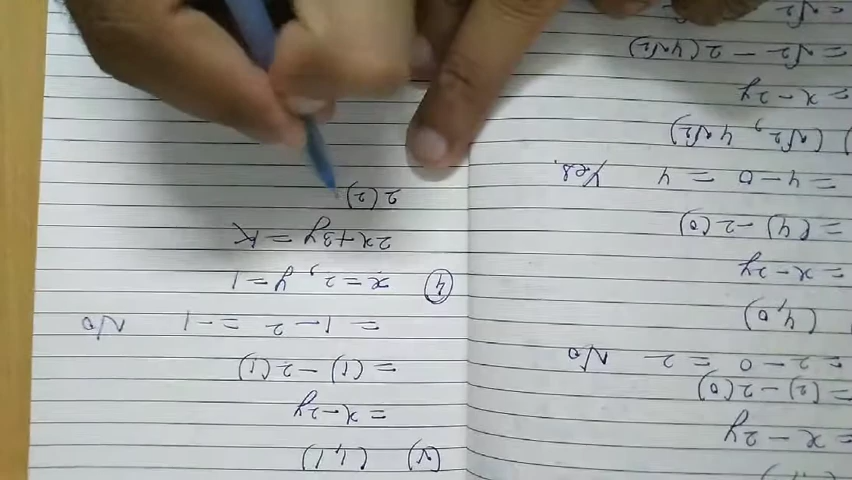 = x - 2y
= (2) - 2(0)
= 2 - 0 = 2 No
(4,0)
= x - 2y
= (4) - 2(0)
= 4 - 0 = 4 Yes.
(√2, 4√2)
= x - 2y
= √2 - 2(4√2)
= √2
(v) (1,1)
= x - 2y
= (1) - 2(1)
= 1 - 2 = -1 No
④ x = 2, y = 1
2x + 3y = K
2(2)